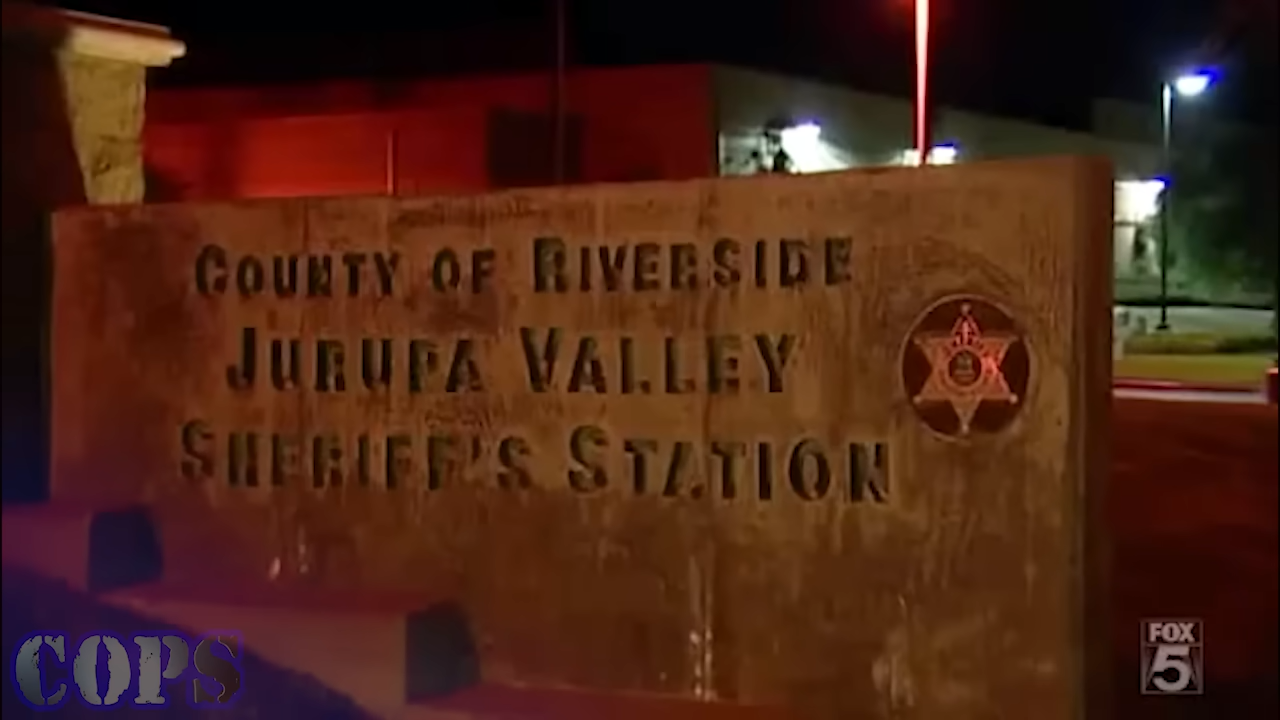 COUNTY OF RIVERSIDE
JURUPA VALLEY
SHERIFF'S STATION
COPS
FOX
5